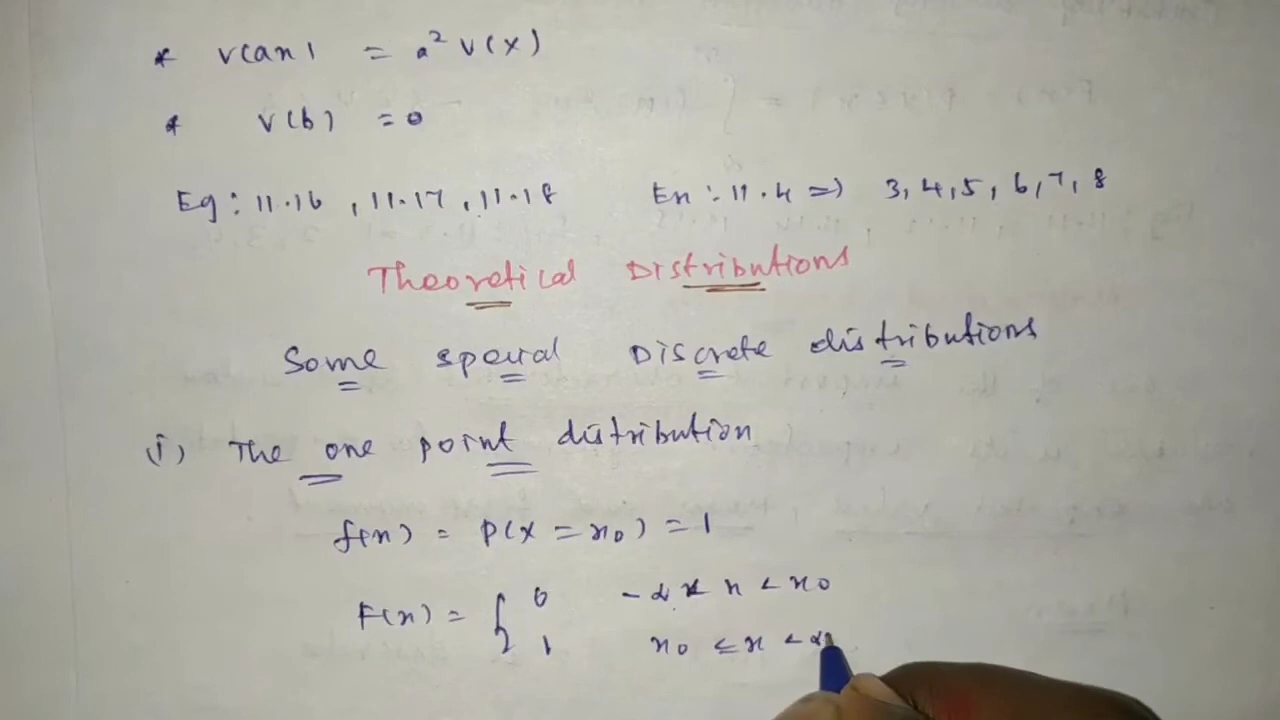 * V(ax) = a² V(X)
* V(b) = 0
Eg: 11.16, 11.17, 11.18 Ex: 11.4 => 3, 4, 5, 6, 7, 8
Theoretical Distributions
Some special Discrete distributions
(i) The one point distribution
f(x) = P(X = x₀) = 1
F(x) = { 0 -∞ < x < x₀
1 x₀ ≤ x < ∞